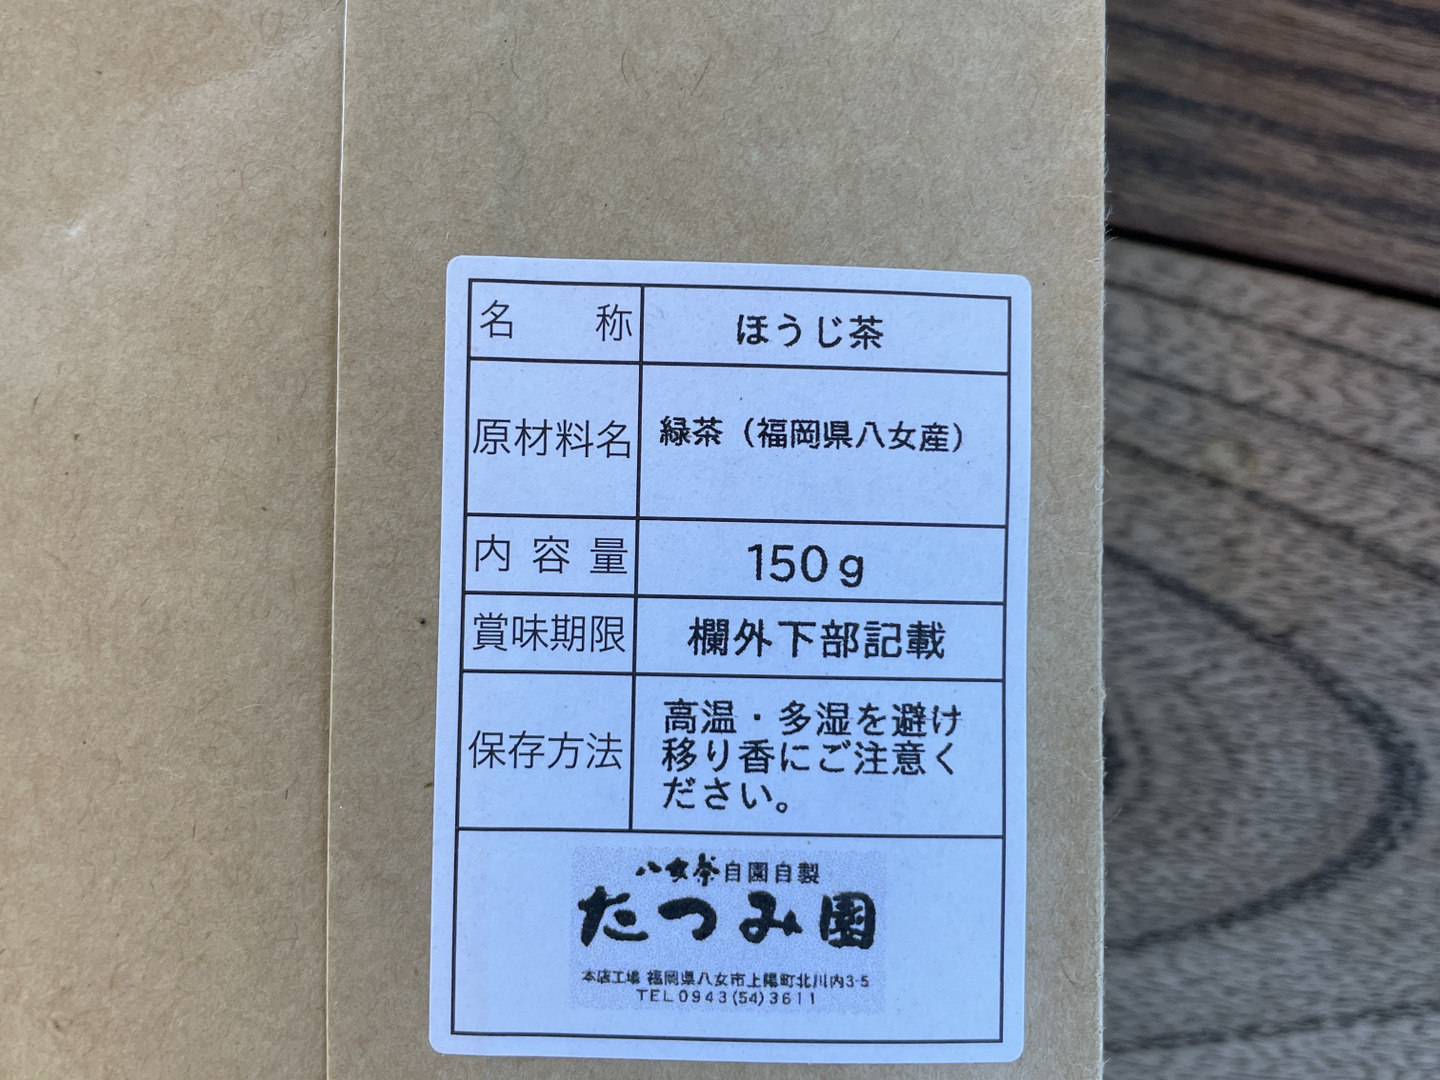 名 称 ほうじ茶
原材料名 緑茶（福岡県八女産）
内容量 150g
賞味期限 欄外下部記載
保存方法 高温・多湿を避け
移り香にご注意く
ださい。
八女茶自園自製
たつみ園
本店工場 福岡県八女市上陽町北川内3-5
TEL0943(54)3611